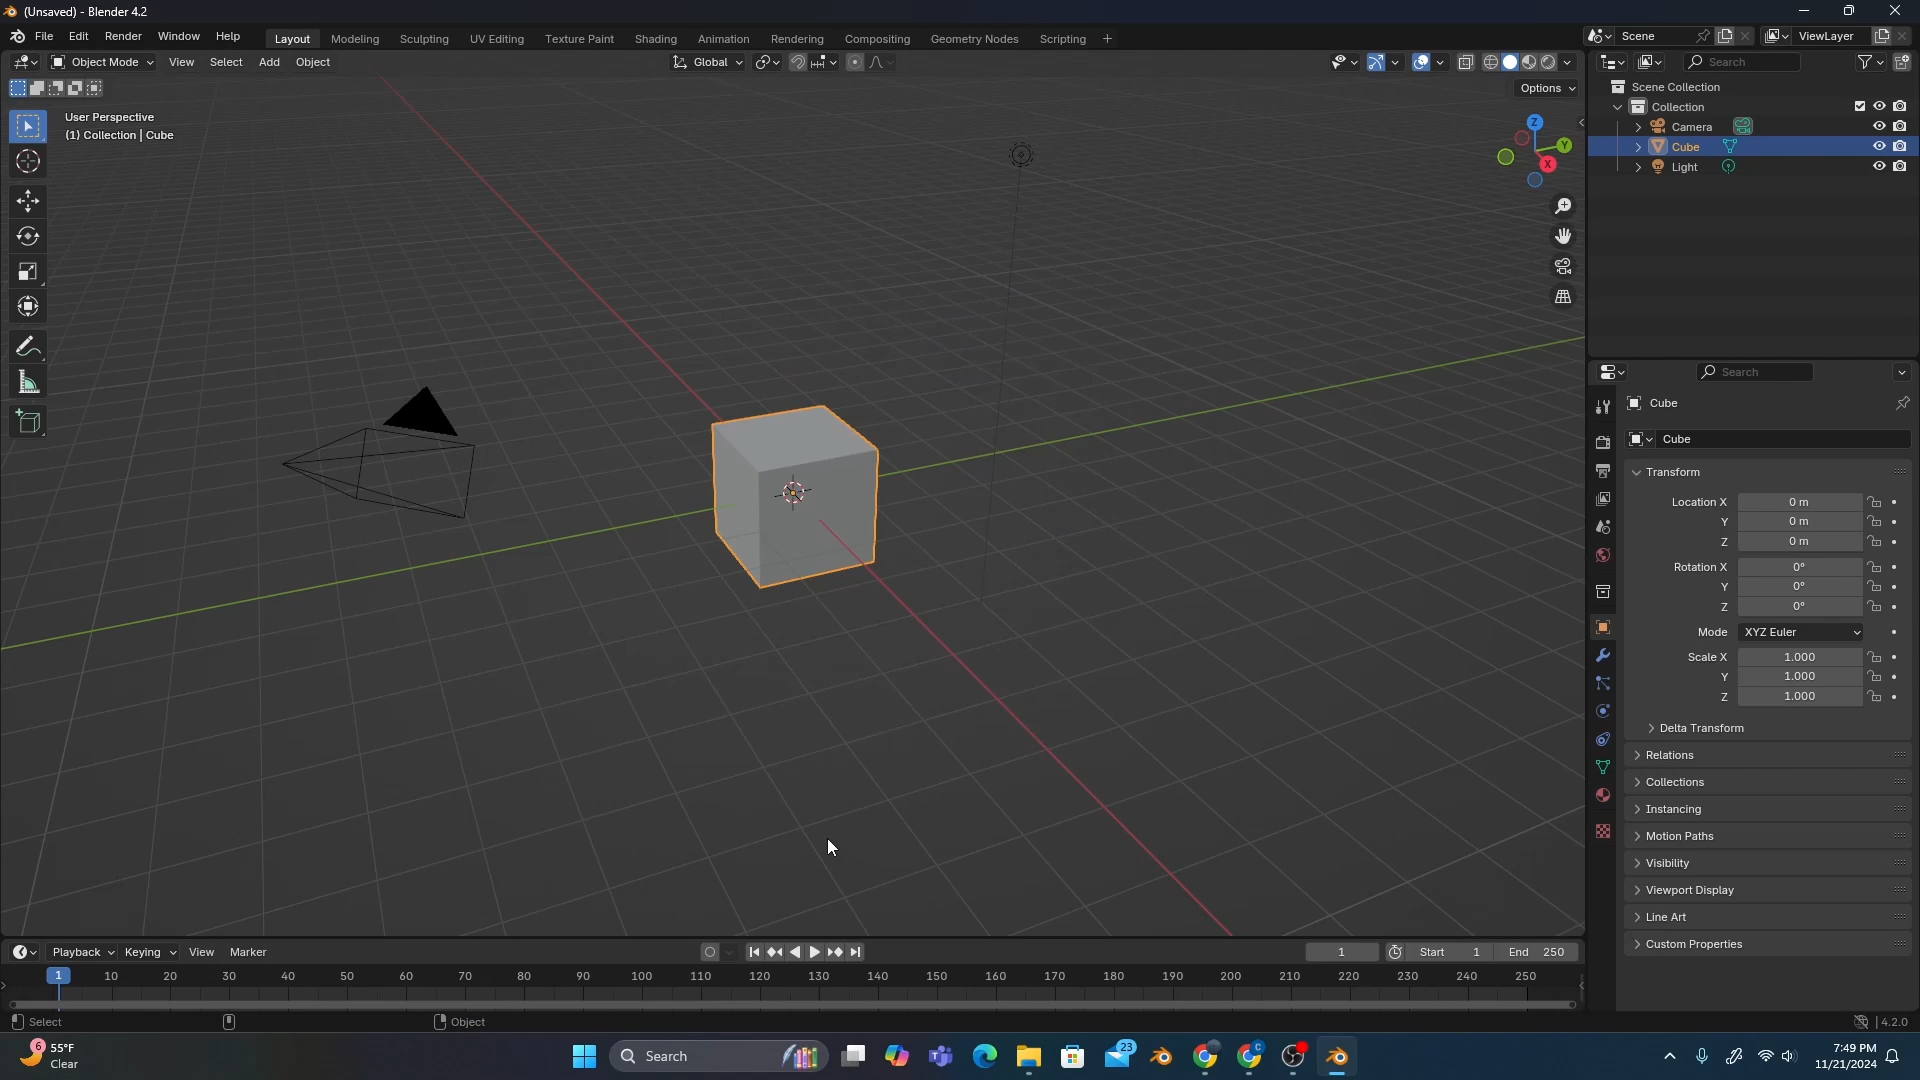 (Unsaved) - Blender 4.2
File Edit Render Window Help Layout Modeling Sculpting UV Editing Texture Paint Shading Animation Rendering Compositing Geometry Nodes Scripting + Scene ViewLayer
Object Mode View Select Add Object Global Search
Options
User Perspective
(1) Collection | Cube
Z
Y
X
Scene Collection
Collection
Camera
Cube
Light
Search
Cube
Cube
Transform
Location X 0 m
Y 0 m
Z 0 m
Rotation X 0°
Y 0°
Z 0°
Mode XYZ Euler
Scale X 1.000
Y 1.000
Z 1.000
Delta Transform
Relations
Collections
Instancing
Motion Paths
Visibility
Viewport Display
Line Art
Custom Properties
Playback Keying View Marker 1 Start 1 End 250
1 10 20 30 40 50 60 70 80 90 100 110 120 130 140 150 160 170 180 190 200 210 220 230 240 250
Select Object 4.2.0
6 55°F
Clear
Search
23
C
7:49 PM
11/21/2024